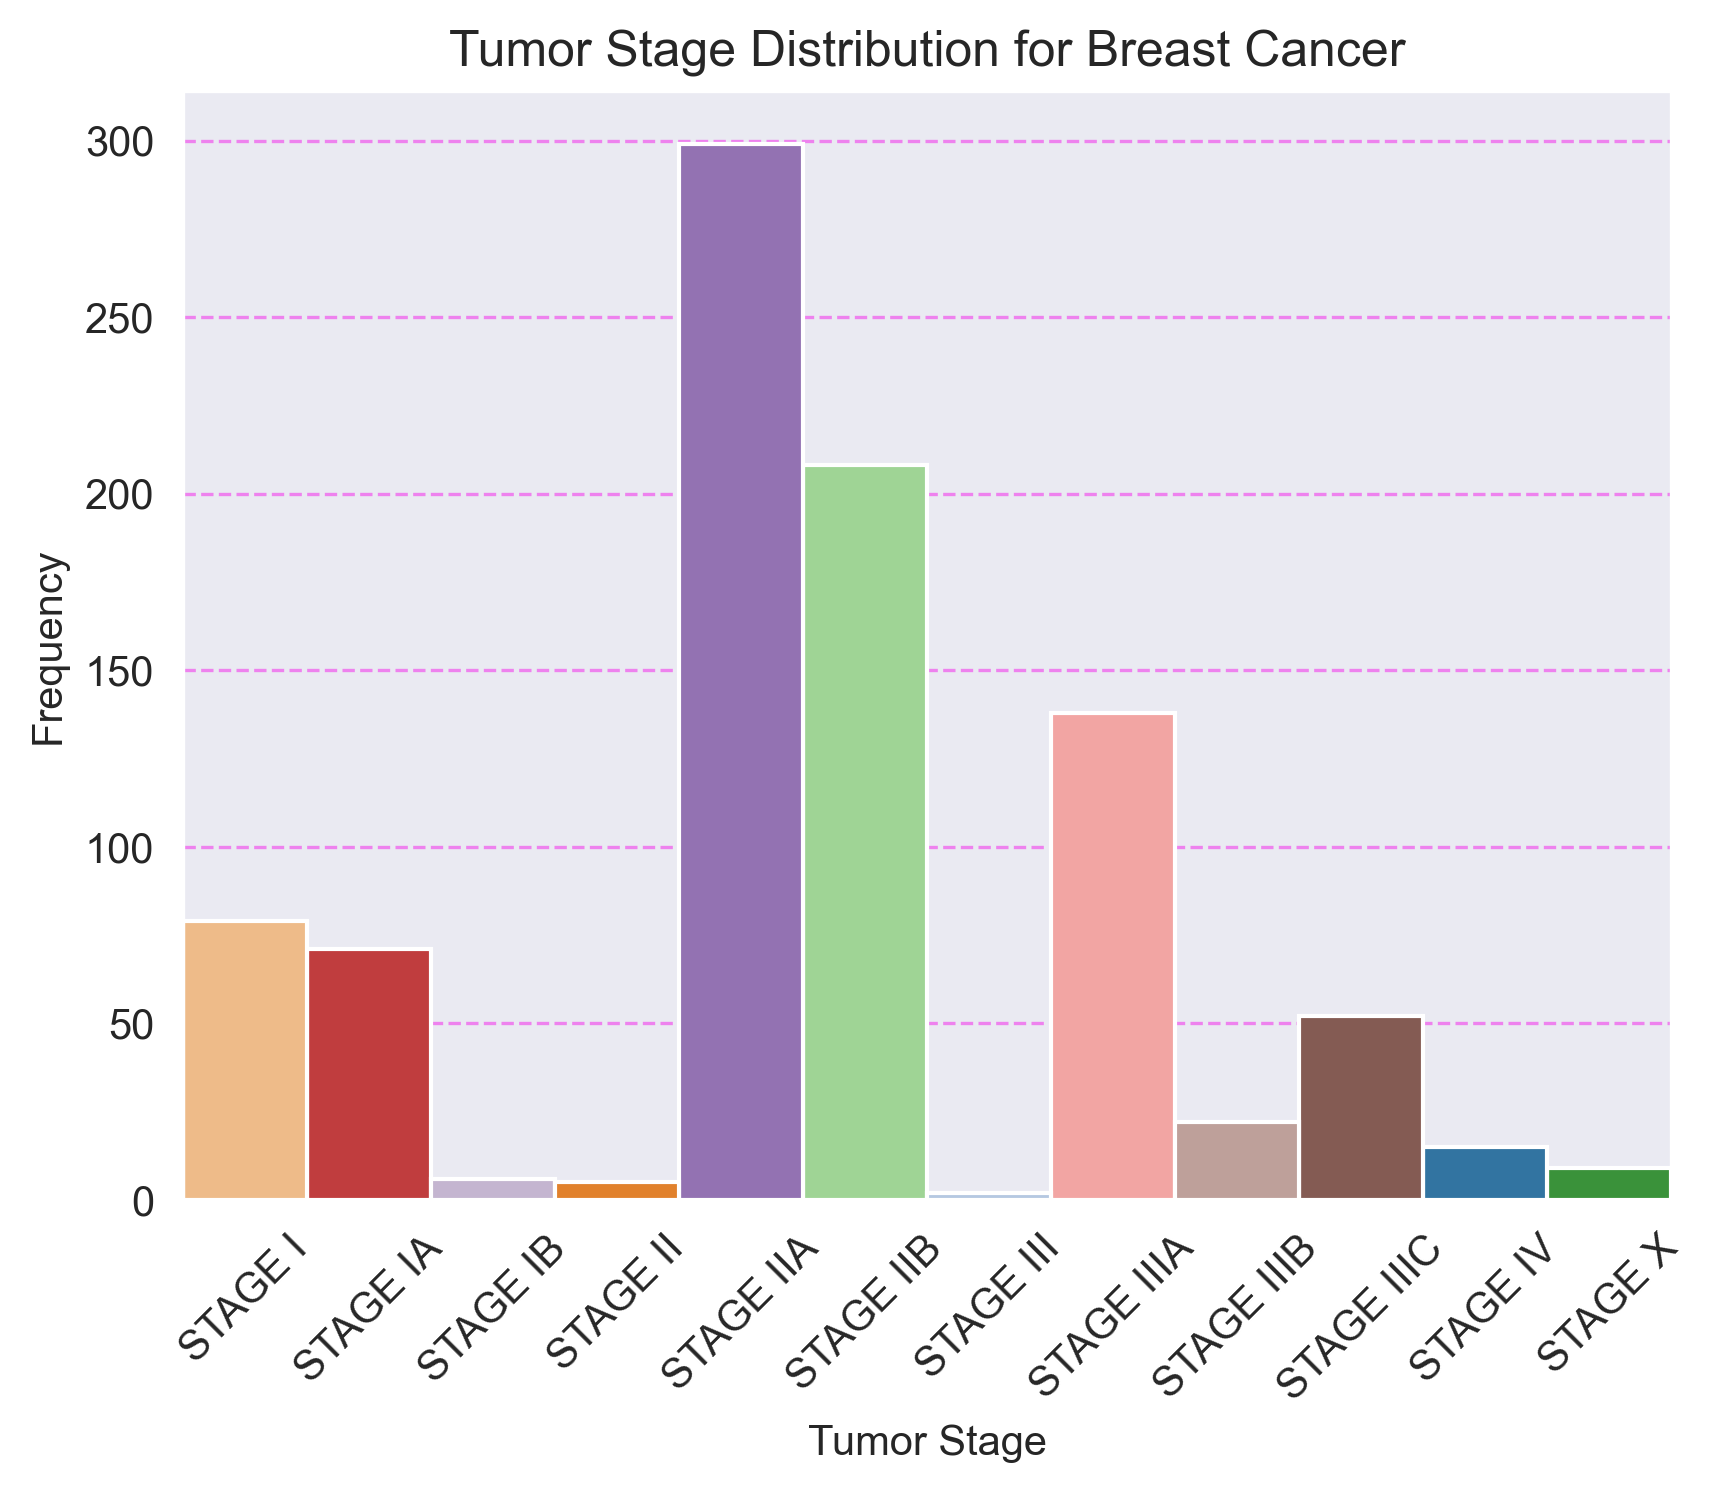 Tumor Stage Distribution for Breast Cancer
300
250
200
150
100
50
0
Frequency
STAGE I
STAGE IA
STAGE IB
STAGE II
STAGE IIA
STAGE IIB
STAGE III
STAGE IIIA
STAGE IIIB
STAGE IIIC
STAGE IV
STAGE X
Tumor Stage